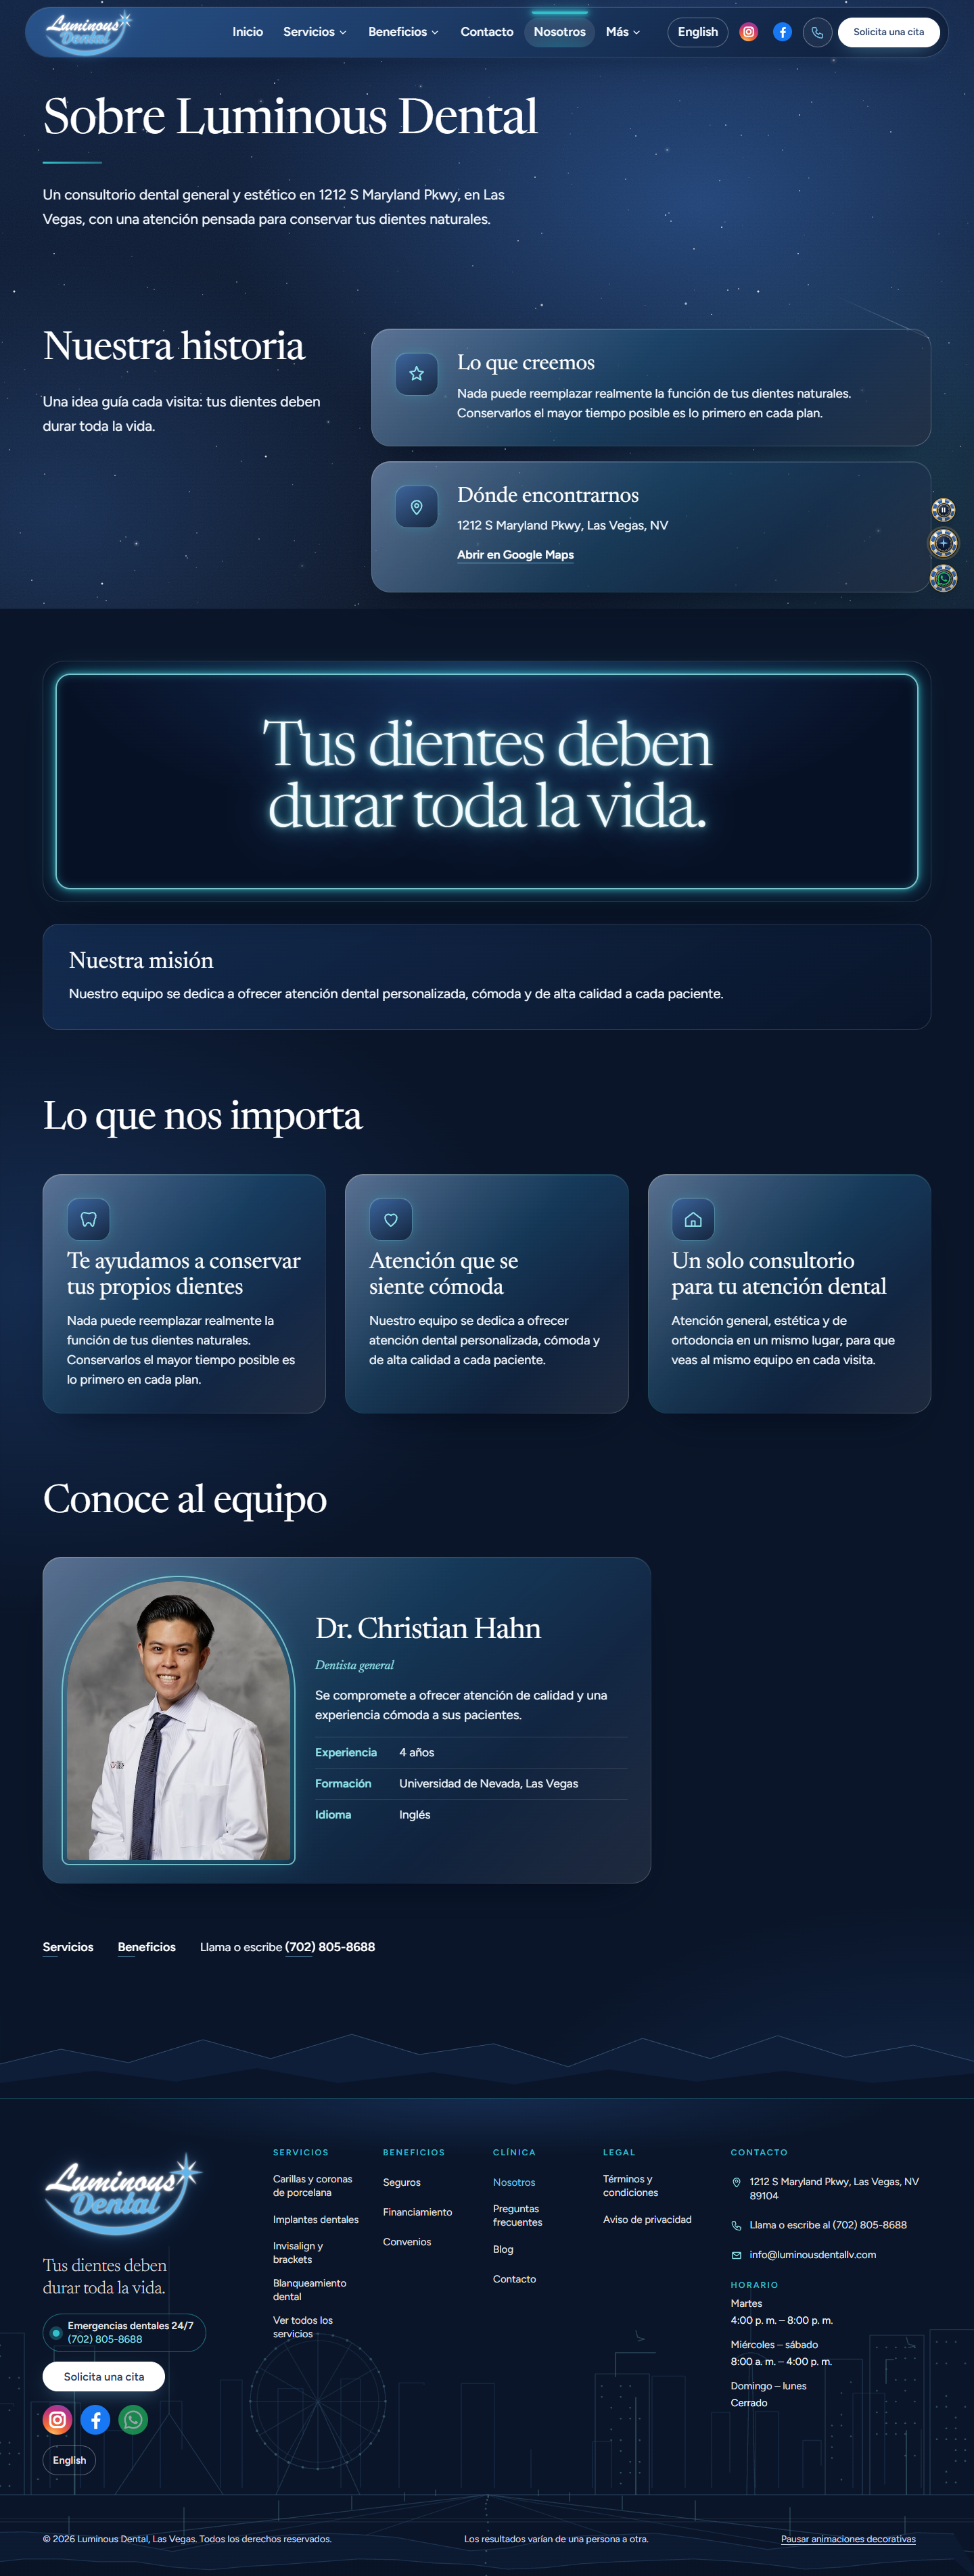 Luminous
Dental
Inicio
Servicios
Beneficios
Contacto
Nosotros
Más
English
Solicita una cita
Sobre Luminous Dental
Un consultorio dental general y estético en 1212 S Maryland Pkwy, en Las
Vegas, con una atención pensada para conservar tus dientes naturales.
Nuestra historia
Una idea guía cada visita: tus dientes deben
durar toda la vida.
Lo que creemos
Nada puede reemplazar realmente la función de tus dientes naturales.
Conservarlos el mayor tiempo posible es lo primero en cada plan.
Dónde encontrarnos
1212 S Maryland Pkwy, Las Vegas, NV
Abrir en Google Maps
Tus dientes deben
durar toda la vida.
Nuestra misión
Nuestro equipo se dedica a ofrecer atención dental personalizada, cómoda y de alta calidad a cada paciente.
Lo que nos importa
Te ayudamos a conservar
tus propios dientes
Nada puede reemplazar realmente la
función de tus dientes naturales.
Conservarlos el mayor tiempo posible es
lo primero en cada plan.
Atención que se
siente cómoda
Nuestro equipo se dedica a ofrecer
atención dental personalizada, cómoda y
de alta calidad a cada paciente.
Un solo consultorio
para tu atención dental
Atención general, estética y de
ortodoncia en un mismo lugar, para que
veas al mismo equipo en cada visita.
Conoce al equipo
Dr. Christian Hahn
Dentista general
Se compromete a ofrecer atención de calidad y una
experiencia cómoda a sus pacientes.
Experiencia 4 años
Formación Universidad de Nevada, Las Vegas
Idioma Inglés
Servicios
Beneficios
Llama o escribe (702) 805-8688
Luminous
Dental
Tus dientes deben
durar toda la vida.
Emergencias dentales 24/7
(702) 805-8688
Solicita una cita
English
SERVICIOS
Carillas y coronas
de porcelana
Implantes dentales
Invisalign y
brackets
Blanqueamiento
dental
Ver todos los
servicios
BENEFICIOS
Seguros
Financiamiento
Convenios
CLÍNICA
Nosotros
Preguntas
frecuentes
Blog
Contacto
LEGAL
Términos y
condiciones
Aviso de privacidad
CONTACTO
1212 S Maryland Pkwy, Las Vegas, NV
89104
Llama o escribe al (702) 805-8688
info@luminousdentallv.com
HORARIO
Martes
4:00 p. m. – 8:00 p. m.
Miércoles – sábado
8:00 a. m. – 4:00 p. m.
Domingo – lunes
Cerrado
© 2026 Luminous Dental, Las Vegas. Todos los derechos reservados.
Los resultados varían de una persona a otra.
Pausar animaciones decorativas